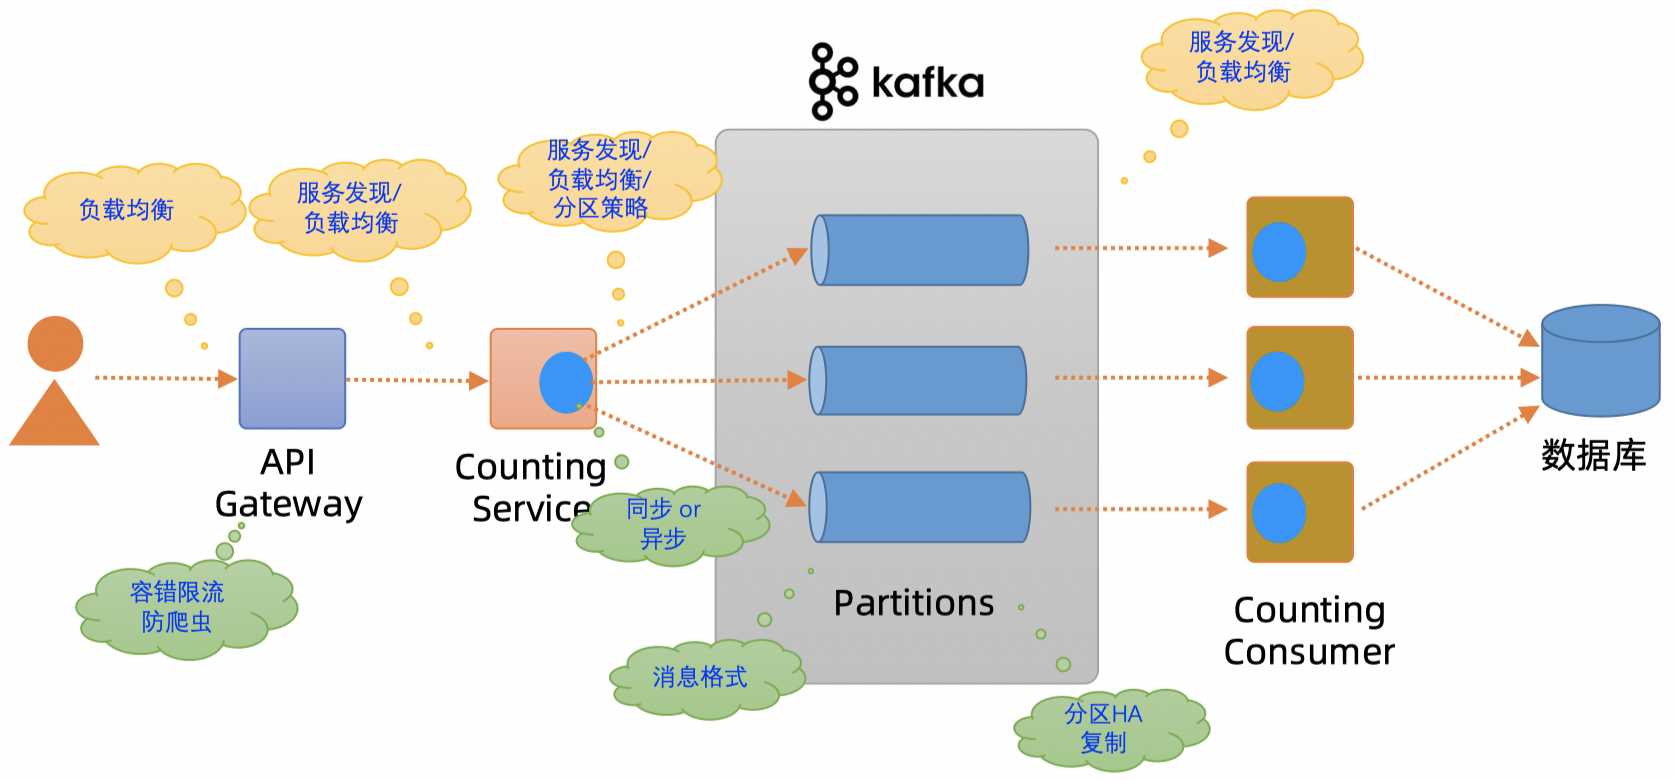 kafka
服务发现/
负载均衡
服务发现/
负载均衡/
分区策略
负载均衡
服务发现/
负载均衡
API
Gateway
Counting
Service
数据库
同步 or
异步
容错限流
防爬虫
Partitions
Counting
Consumer
消息格式
分区HA
复制